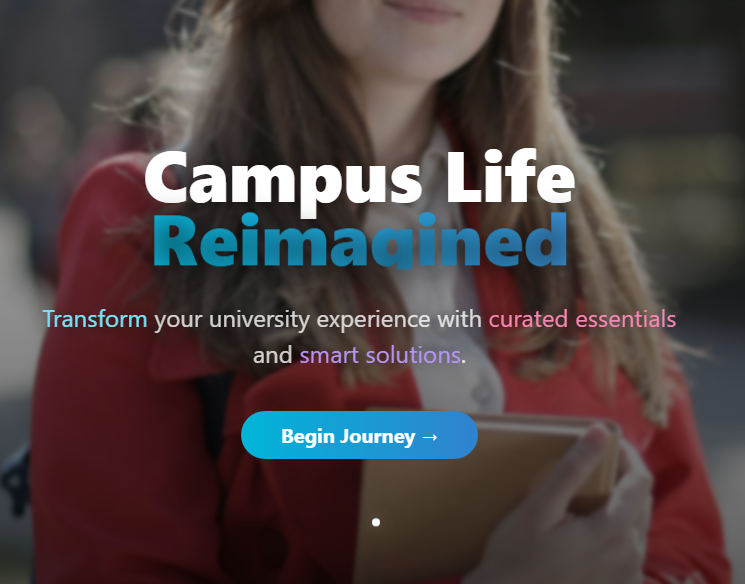 Campus Life
Reimagined
Transform your university experience with curated essentials
and smart solutions.
Begin Journey →